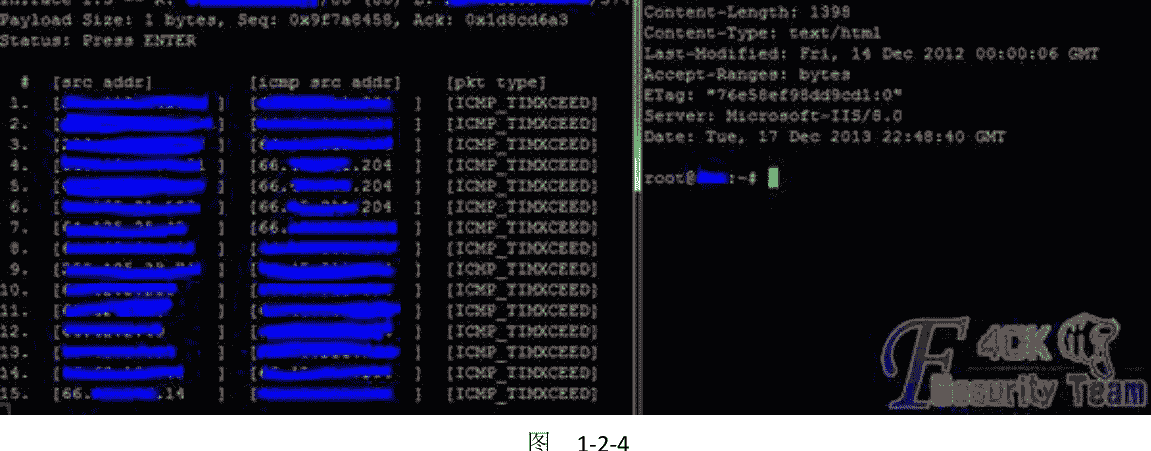 Payload Size: 1 bytes, Seq: 0x9f7a8458, Ack: 0x1d8cd6a3
Status: Press ENTER
# [src addr] [icmp src addr] [pkt type]
1. [ ] [ ] [ICMP_TIMXCEED]
2. [ ] [ ] [ICMP_TIMXCEED]
3. [ ] [ ] [ICMP_TIMXCEED]
4. [ ] [66. .204 ] [ICMP_TIMXCEED]
5. [ ] [66. .204 ] [ICMP_TIMXCEED]
6. [ ] [66. .204 ] [ICMP_TIMXCEED]
7. [ ] [66. ] [ICMP_TIMXCEED]
8. [ ] [ ] [ICMP_TIMXCEED]
9. [ ] [ ] [ICMP_TIMXCEED]
10. [ ] [ ] [ICMP_TIMXCEED]
11. [ ] [ ] [ICMP_TIMXCEED]
12. [ ] [ ] [ICMP_TIMXCEED]
13. [ ] [ ] [ICMP_TIMXCEED]
14. [ ] [ ] [ICMP_TIMXCEED]
15. [66. .14 ] [ ] [ICMP_TIMXCEED]
Content-Length: 1398
Content-Type: text/html
Last-Modified: Fri, 14 Dec 2012 00:00:06 GMT
Accept-Ranges: bytes
ETag: "76e58ef98dd9cd1:0"
Server: Microsoft-IIS/8.0
Date: Tue, 17 Dec 2013 22:48:40 GMT
root@ :~#
F4DK
Security Team
图 1-2-4